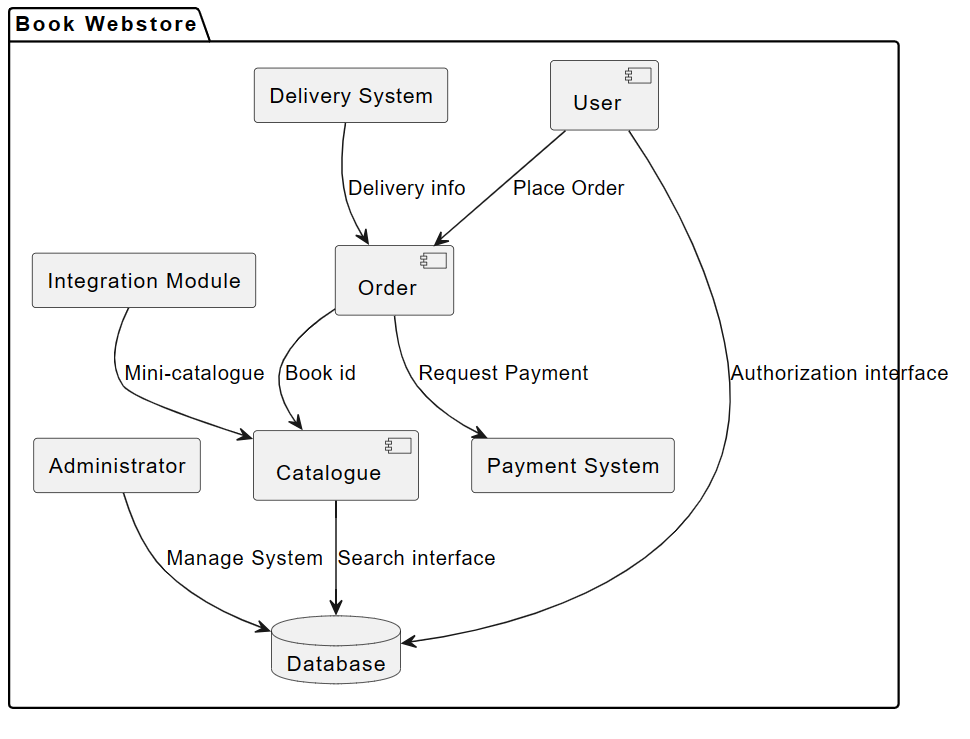 Book Webstore
Delivery System
User
Delivery info
Place Order
Integration Module
Order
Mini-catalogue
Book id
Request Payment
Authorization interface
Administrator
Catalogue
Payment System
Manage System
Search interface
Database